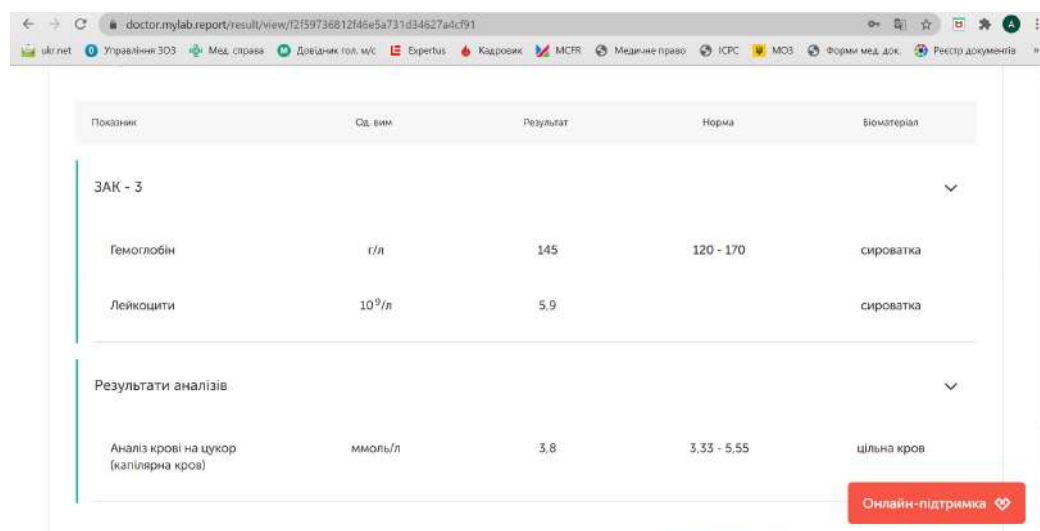 doctor.mylab.report/result/view/f2f59736812f46e5a731d34627a4cf91
ukr.net Управління ЗОЗ Мед. справа Довідник гол. м/с Expertus Кадровик MCFR Медичне право ICPC МОЗ Форми мед. док. Реєстр документів
Показник Од. вим Результат Норма Біоматеріал
ЗАК - 3
Гемоглобін г/л 145 120 - 170 сироватка
Лейкоцити 10⁹/л 5,9 сироватка
Результати аналізів
Аналіз крові на цукор ммоль/л 3,8 3,33 - 5,55 цільна кров
(капілярна кров)
Онлайн-підтримка